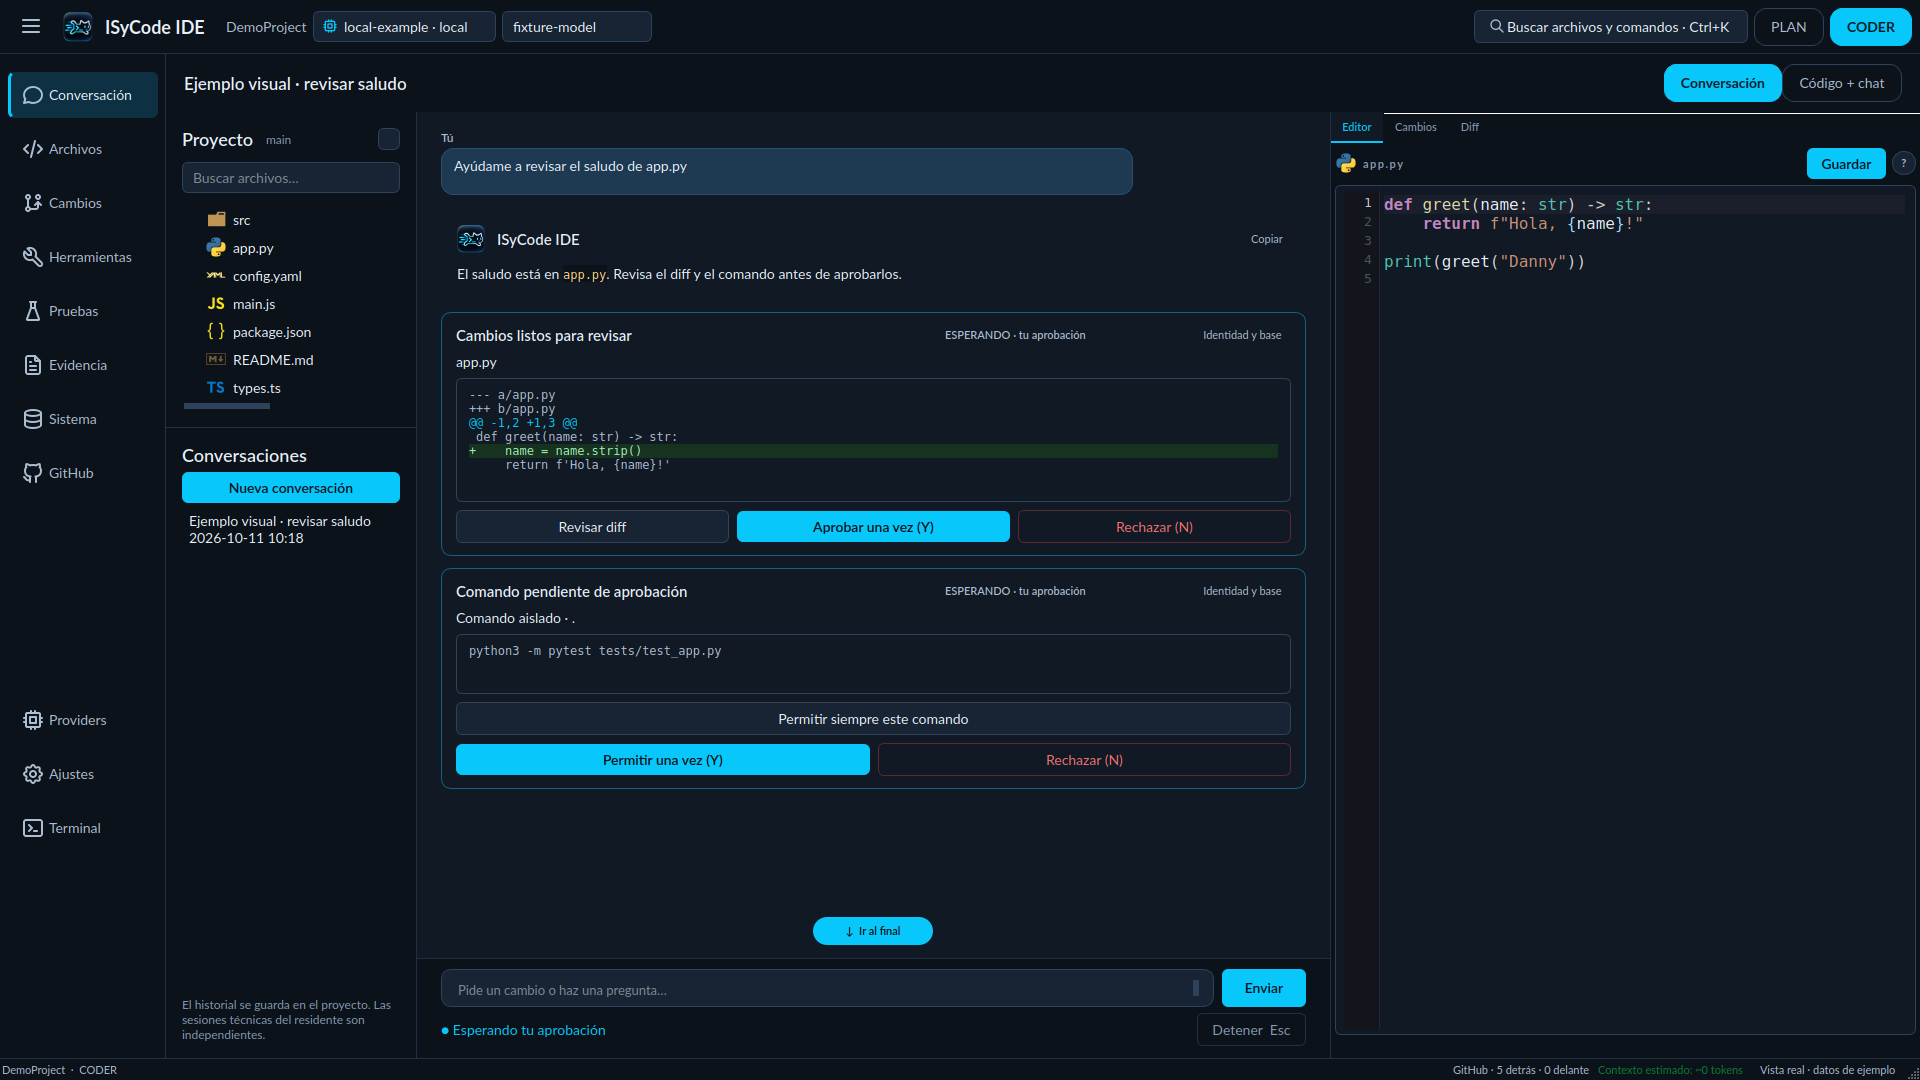 ISyCode IDE
DemoProject
local-example · local
fixture-model
Buscar archivos y comandos · Ctrl+K
PLAN
CODER
Conversación
Archivos
Cambios
Herramientas
Pruebas
Evidencia
Sistema
GitHub
Providers
Ajustes
Terminal
Ejemplo visual · revisar saludo
Conversación
Código + chat
Proyecto main
Buscar archivos...
src
app.py
YML config.yaml
JS main.js
{ } package.json
M↓ README.md
TS types.ts
Conversaciones
Nueva conversación
Ejemplo visual · revisar saludo
2026-10-11 10:18
El historial se guarda en el proyecto. Las
sesiones técnicas del residente son
independientes.
Tú
Ayúdame a revisar el saludo de app.py
ISyCode IDE
Copiar
El saludo está en app.py. Revisa el diff y el comando antes de aprobarlos.
Cambios listos para revisar
ESPERANDO · tu aprobación
Identidad y base
app.py
--- a/app.py
+++ b/app.py
@@ -1,2 +1,3 @@
 def greet(name: str) -> str:
+    name = name.strip()
     return f'Hola, {name}!'
Revisar diff
Aprobar una vez (Y)
Rechazar (N)
Comando pendiente de aprobación
ESPERANDO · tu aprobación
Identidad y base
Comando aislado · .
python3 -m pytest tests/test_app.py
Permitir siempre este comando
Permitir una vez (Y)
Rechazar (N)
↓ Ir al final
Pide un cambio o haz una pregunta...
Enviar
● Esperando tu aprobación
Detener Esc
Editor
Cambios
Diff
app.py
Guardar
?
1 def greet(name: str) -> str:
2     return f"Hola, {name}!"
3
4 print(greet("Danny"))
5
DemoProject · CODER
GitHub · 5 detrás · 0 delante
Contexto estimado: ~0 tokens
Vista real · datos de ejemplo